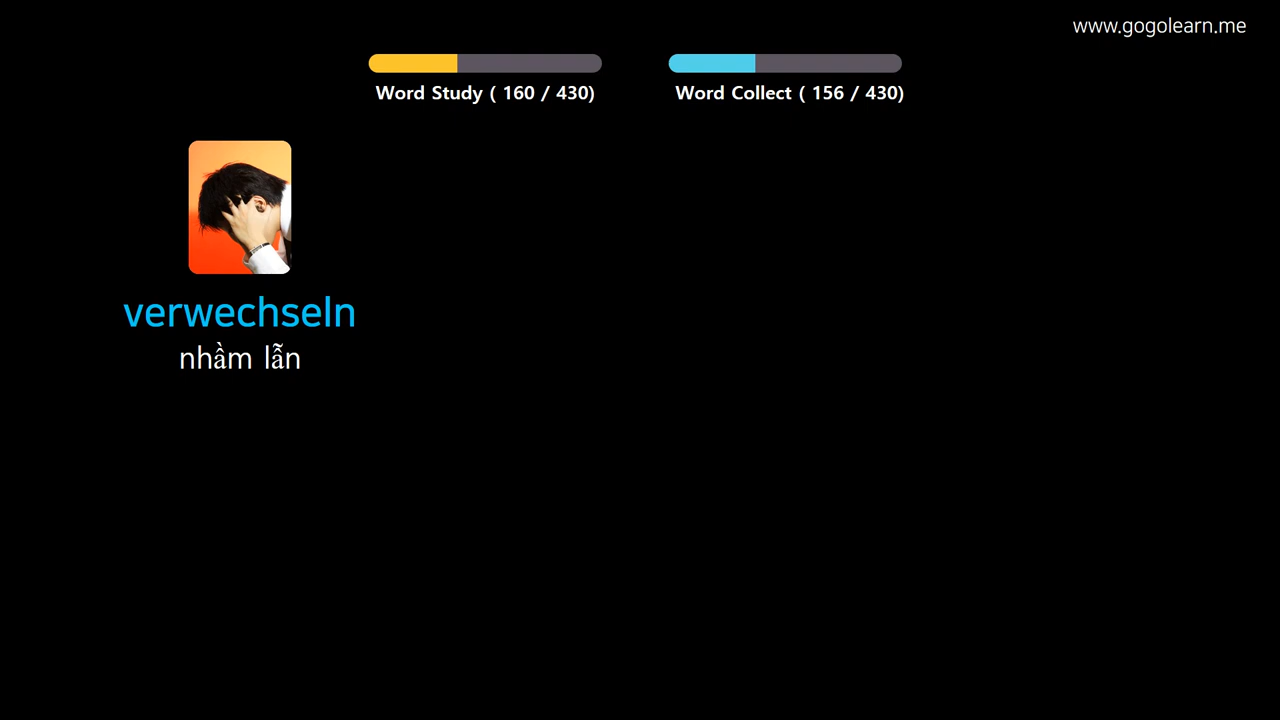 www.gogolearn.me
Word Study ( 160 / 430)
Word Collect ( 156 / 430)
verwechseln
nhầm lẫn